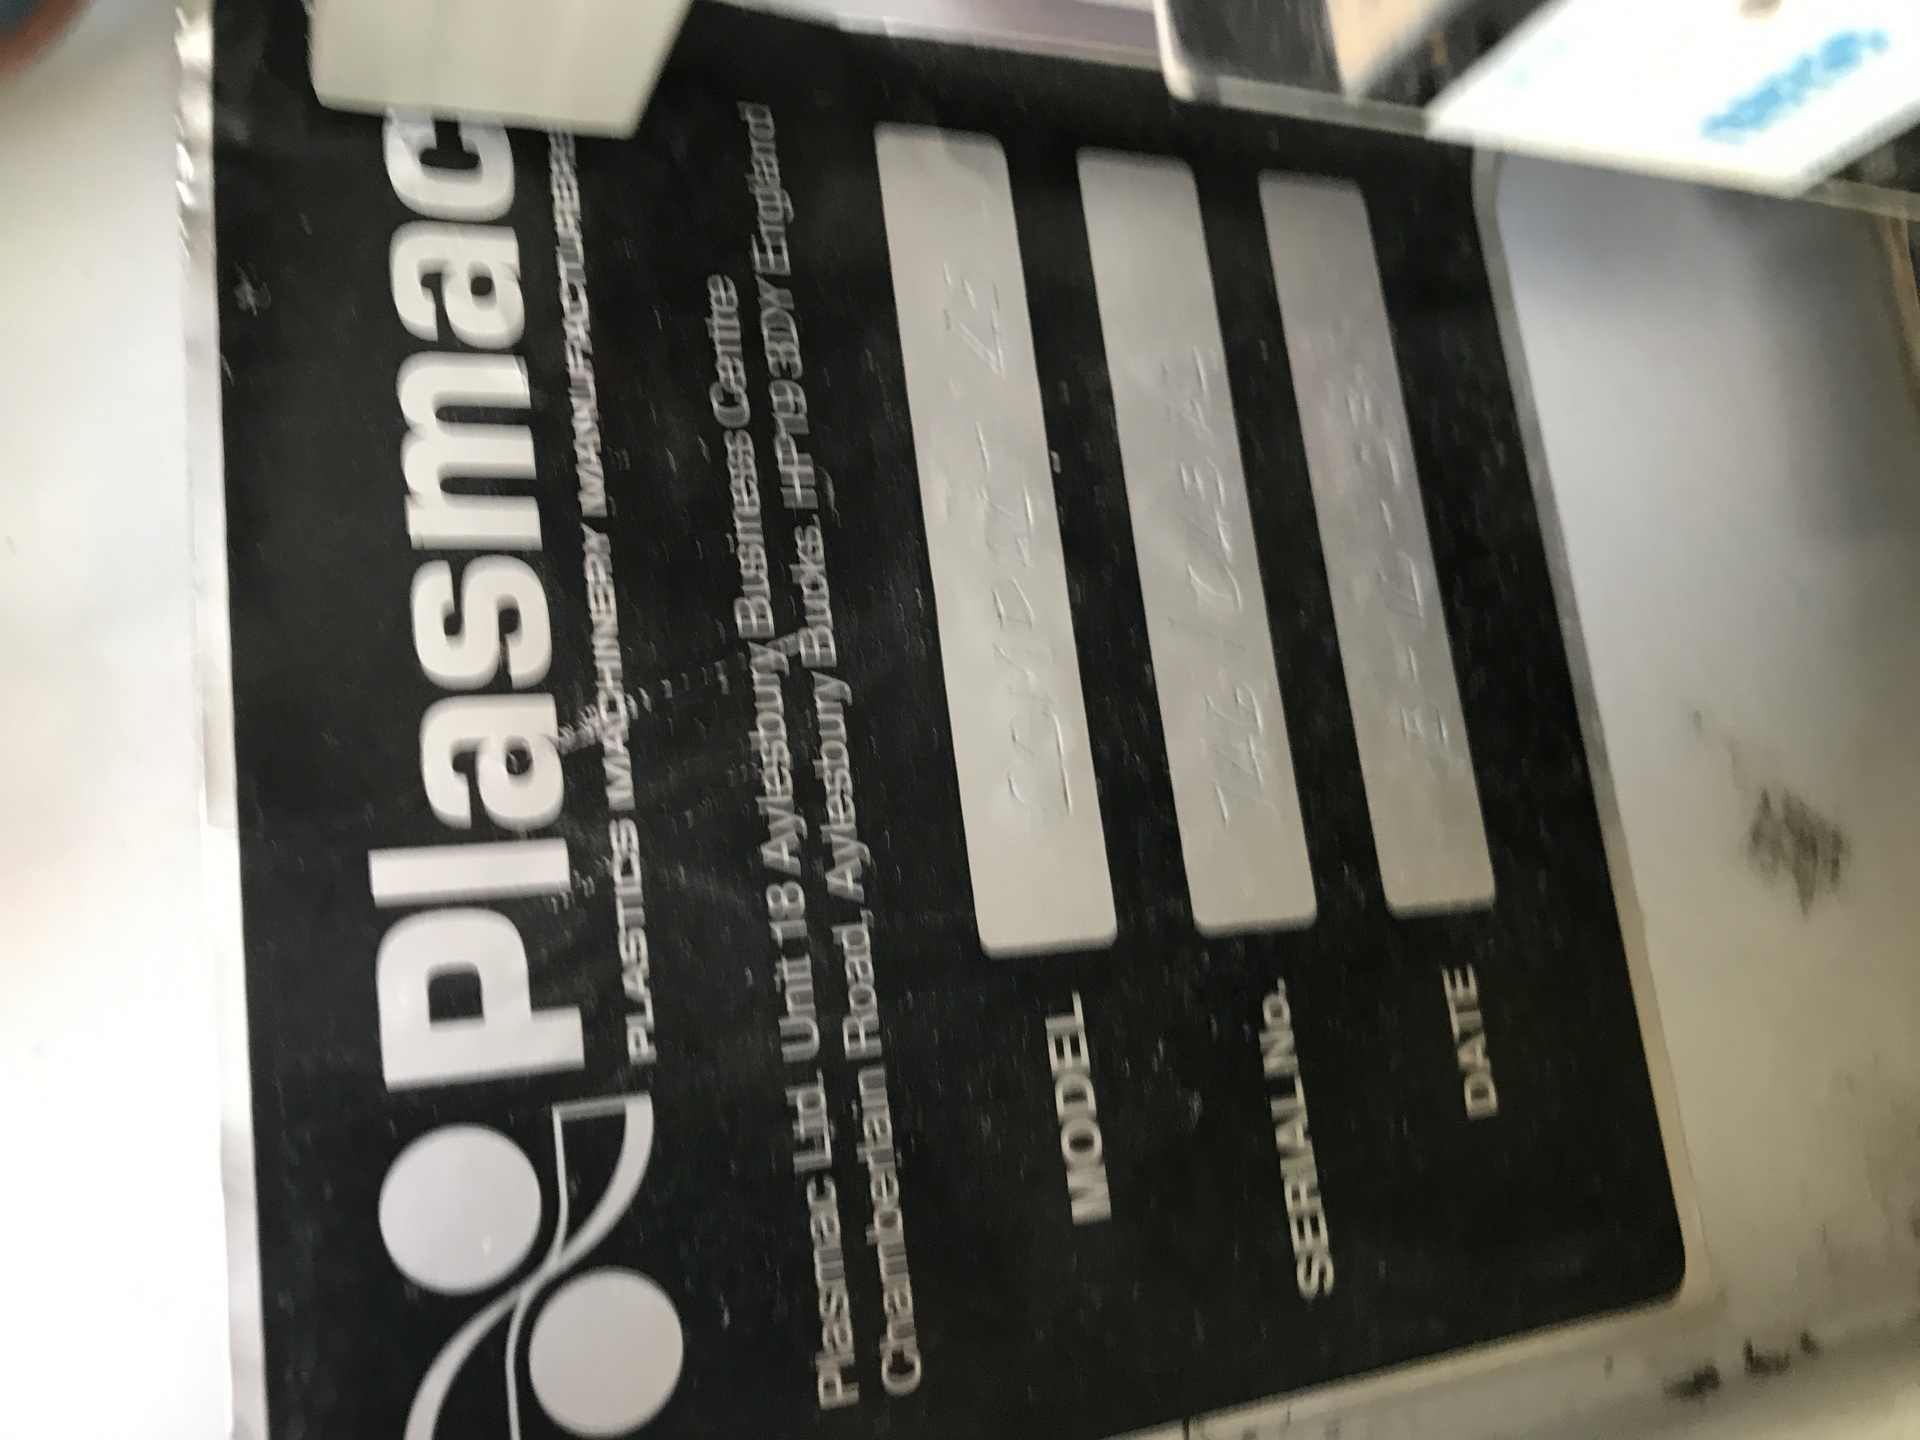 Plasmac
PLASTICS MACHINERY MANUFACTURERS
Plasmac Ltd. Unit 18 Aylesbury Business Centre
Chamberlain Road, Aylesbury Bucks. HP19 3DY England
MODEL
SERIAL No.
DATE